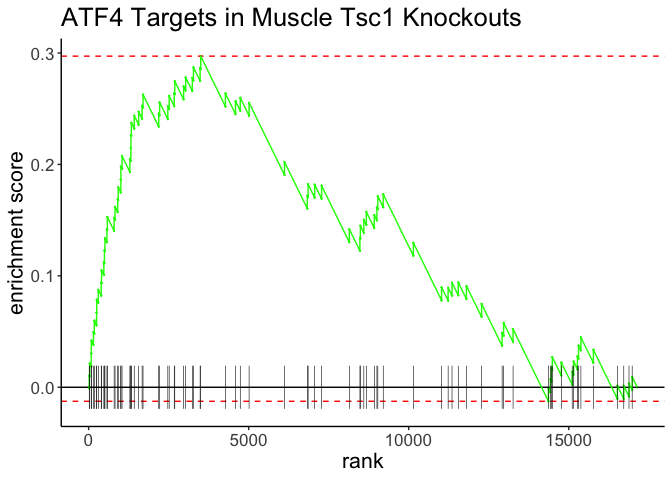 ATF4 Targets in Muscle Tsc1 Knockouts
0.3
0.2
0.1
0.0
enrichment score
0
5000
10000
15000
rank